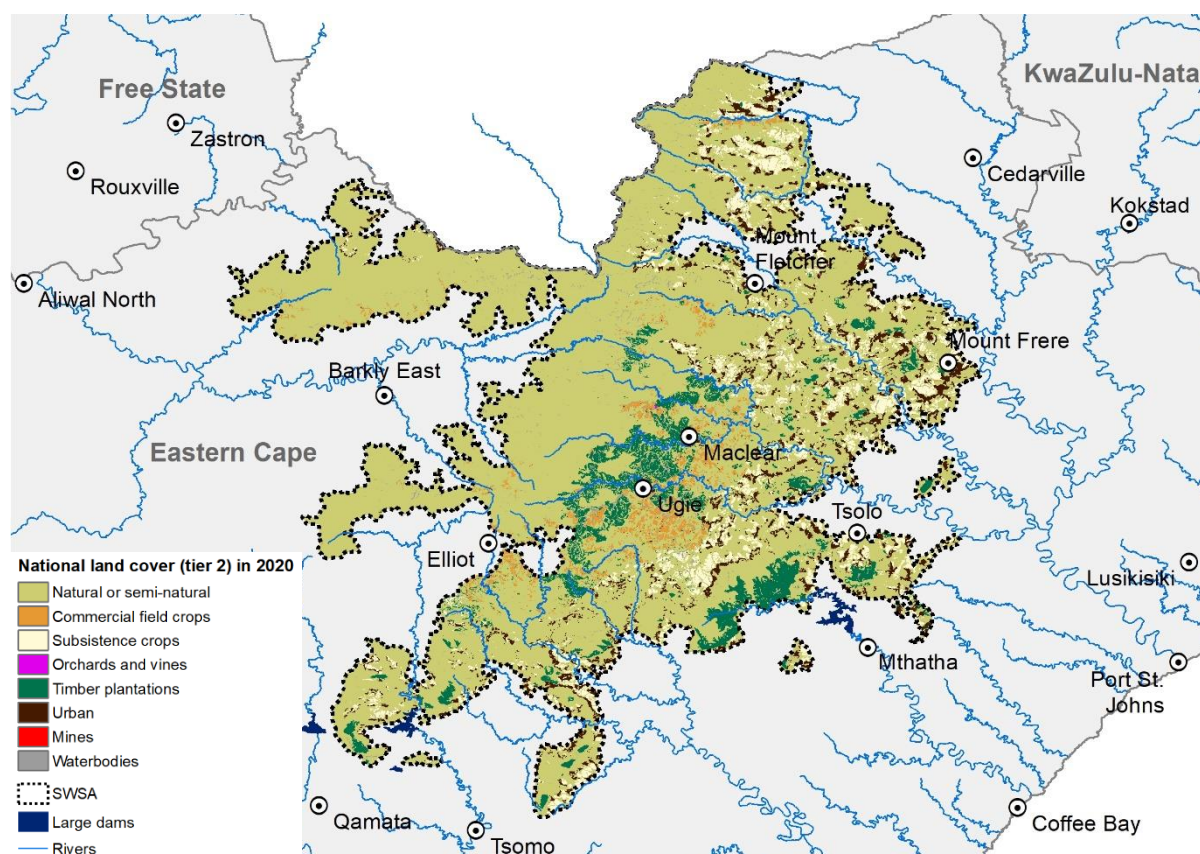 Free State
KwaZulu-Nata
Zastron
Rouxville
Cedarville
Kokstad
Mount
Fletcher
Aliwal North
Mount Frere
Barkly East
Eastern Cape
Maclear
Ugie
Tsolo
Elliot
Lusikisiki
Mthatha
Port St.
Johns
Qamata
Tsomo
Coffee Bay
National land cover (tier 2) in 2020
Natural or semi-natural
Commercial field crops
Subsistence crops
Orchards and vines
Timber plantations
Urban
Mines
Waterbodies
SWSA
Large dams
Rivers